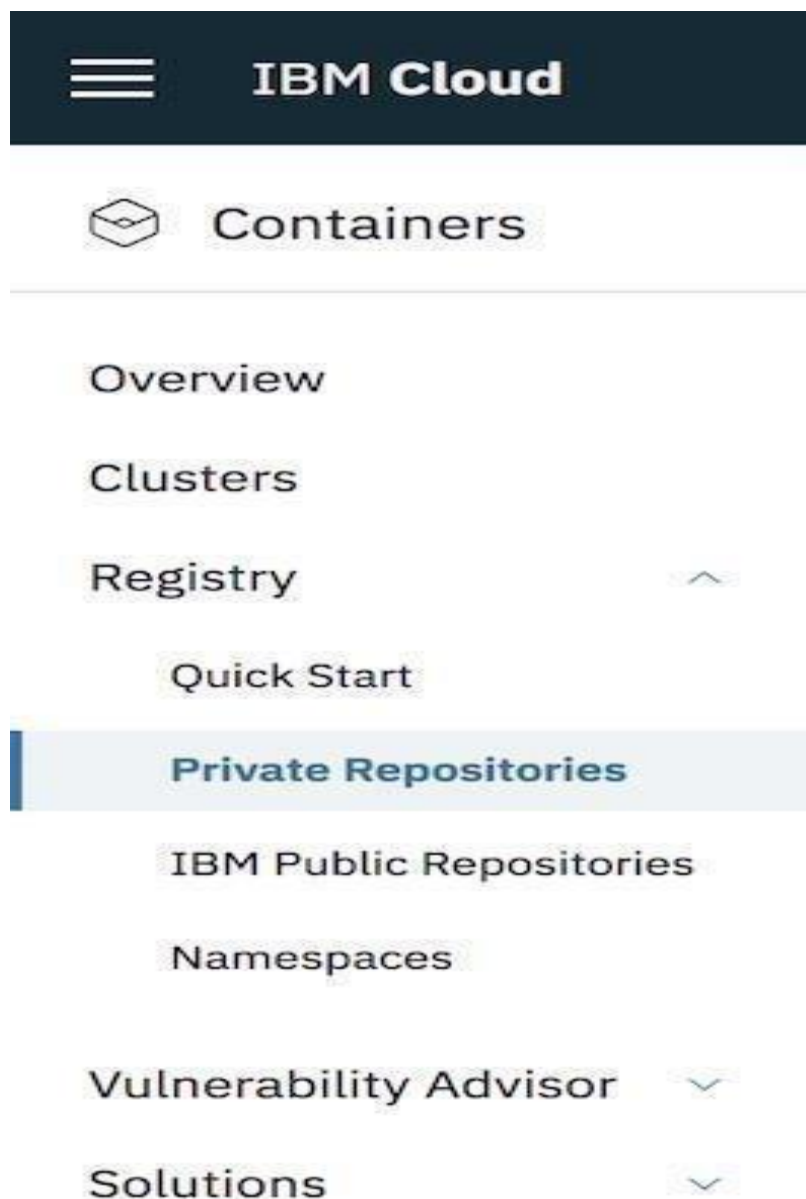 IBM Cloud
Containers
Overview
Clusters
Registry
Quick Start
Private Repositories
IBM Public Repositories
Namespaces
Vulnerability Advisor
Solutions